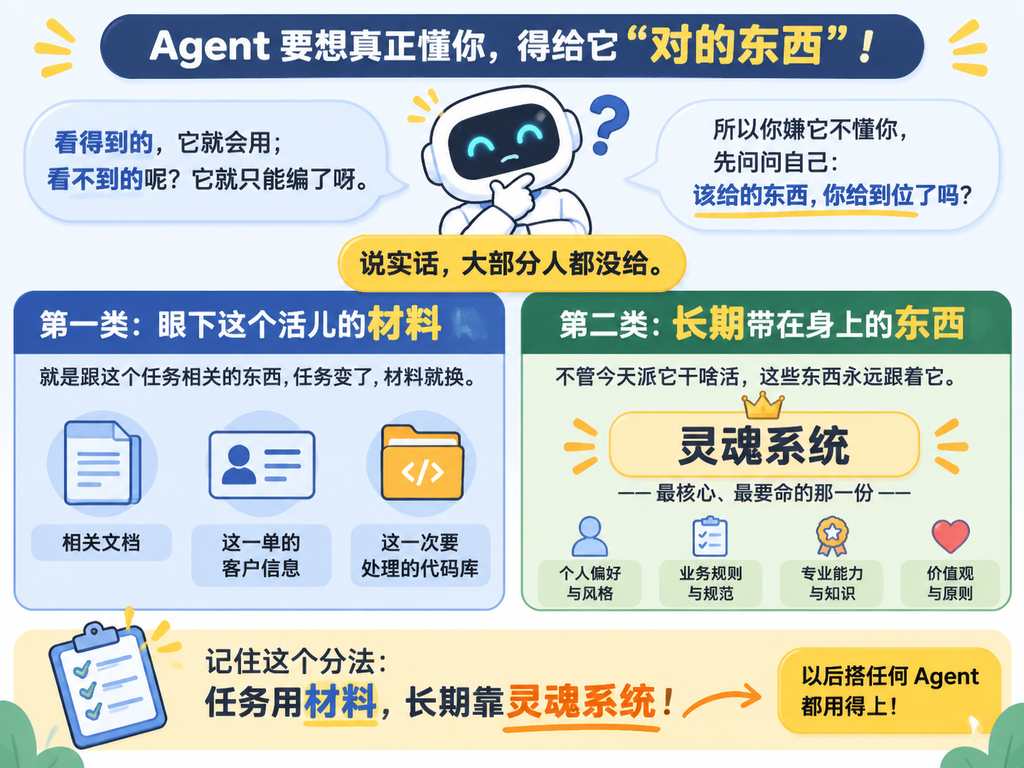 Agent 要想真正懂你，得给它“对的东西”！
看得到的，它就会用；
看不到的呢？它就只能编了呀。
?
所以你嫌它不懂你，
先问问自己：
该给的东西，你给到位了吗？
说实话，大部分人都没给。
第一类：眼下这个活儿的材料
就是跟这个任务相关的东西，任务变了，材料就换。
</>
相关文档
这一单的
客户信息
这一次要
处理的代码库
第二类：长期带在身上的东西
不管今天派它干啥活，这些东西永远跟着它。
灵魂系统
—— 最核心、最要命的那一份 ——
个人偏好
与风格
业务规则
与规范
专业能力
与知识
价值观
与原则
记住这个分法：
任务用材料，长期靠灵魂系统！
以后搭任何 Agent
都用得上！